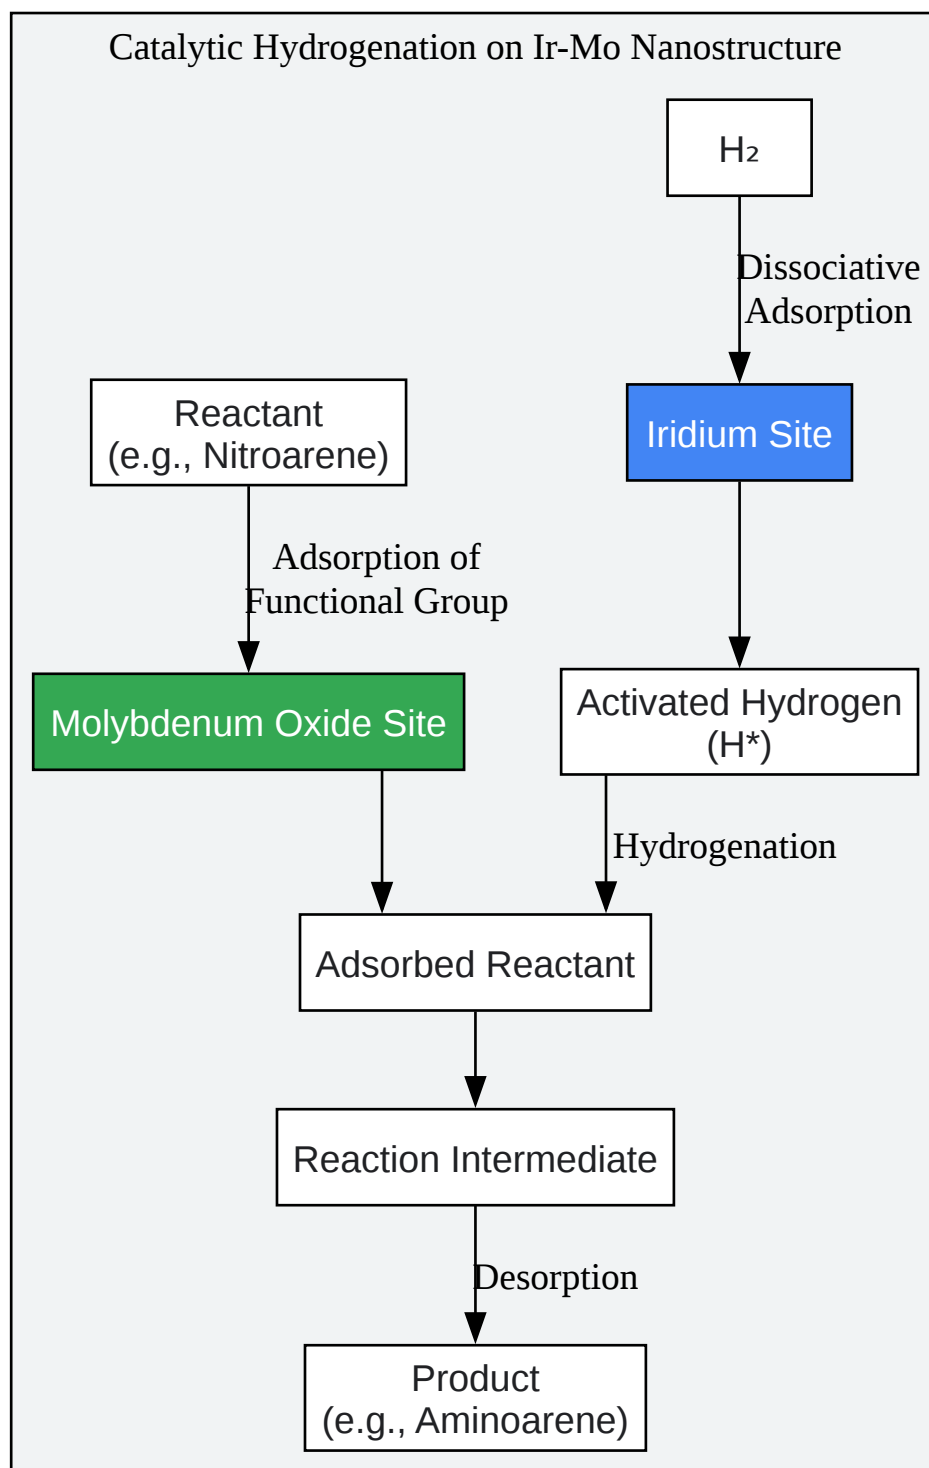 Catalytic Hydrogenation on Ir-Mo Nanostructure
H₂
Dissociative
Adsorption
Reactant
(e.g., Nitroarene)
Iridium Site
Adsorption of
Functional Group
Molybdenum Oxide Site
Activated Hydrogen
(H*)
Hydrogenation
Adsorbed Reactant
Reaction Intermediate
Desorption
Product
(e.g., Aminoarene)